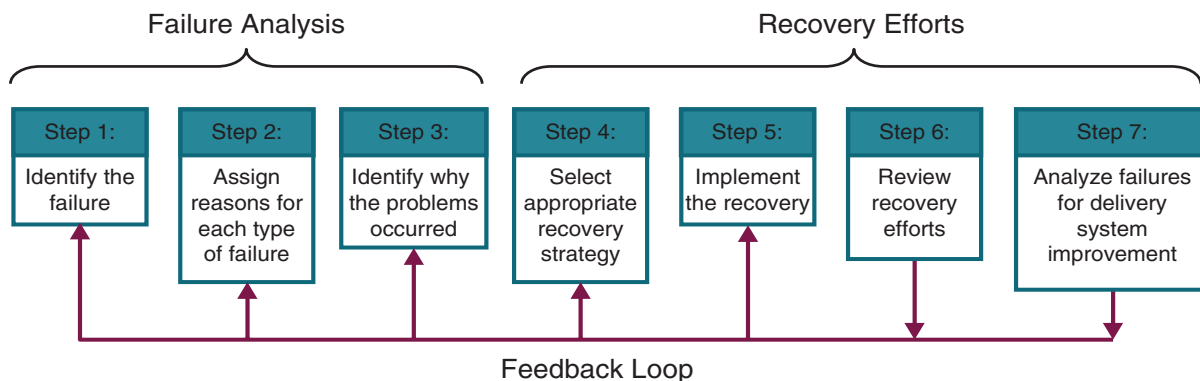 Failure Analysis
Recovery Efforts
Step 1:
Identify the
failure
Step 2:
Assign
reasons for
each type
of failure
Step 3:
Identify why
the problems
occurred
Step 4:
Select
appropriate
recovery
strategy
Step 5:
Implement
the recovery
Step 6:
Review
recovery
efforts
Step 7:
Analyze failures
for delivery
system
improvement
Feedback Loop